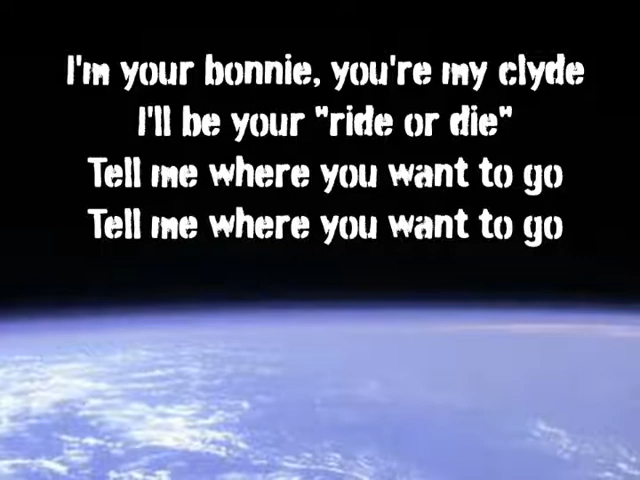 I'm your bonnie, you're my clyde
I'll be your "ride or die"
Tell me where you want to go
Tell me where you want to go